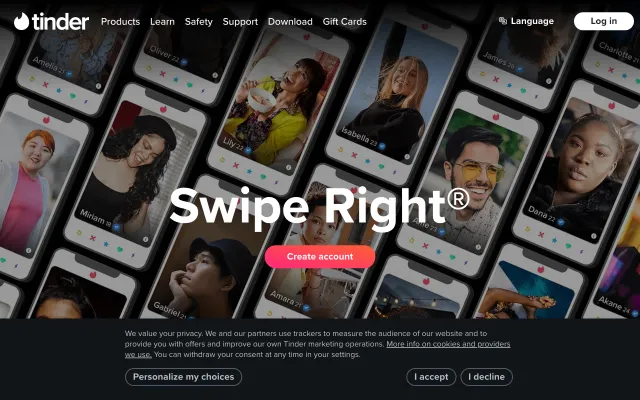 tinder
Products Learn Safety Support Download Gift Cards
Language
Log in
Amelia 21
Oliver 22
James 26
Charlotte
Lily 22
Isabella 23
Miriam 18
Dana 22
Swipe Right®
Create account
Gabriel 21
Amara 21
Akane 24
We value your privacy. We and our partners use trackers to measure the audience of our website and to
provide you with offers and improve our own Tinder marketing operations. More info on cookies and providers
we use. You can withdraw your consent at any time in your settings.
Personalize my choices
I accept
I decline